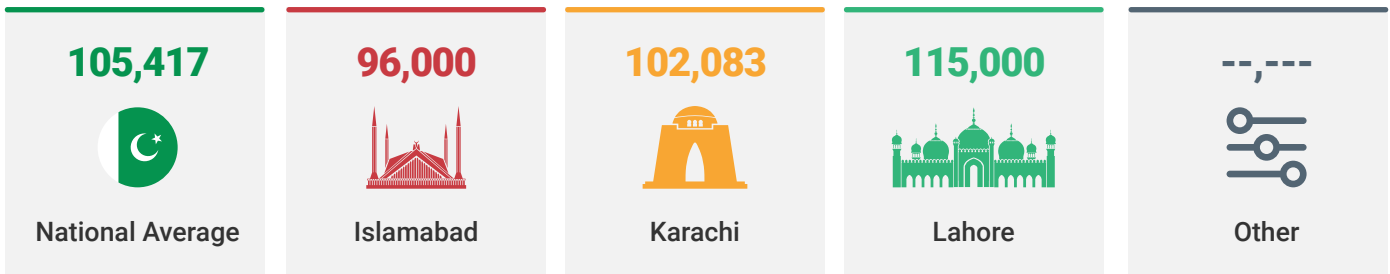 105,417
National Average
96,000
Islamabad
102,083
Karachi
115,000
Lahore
--,---
Other